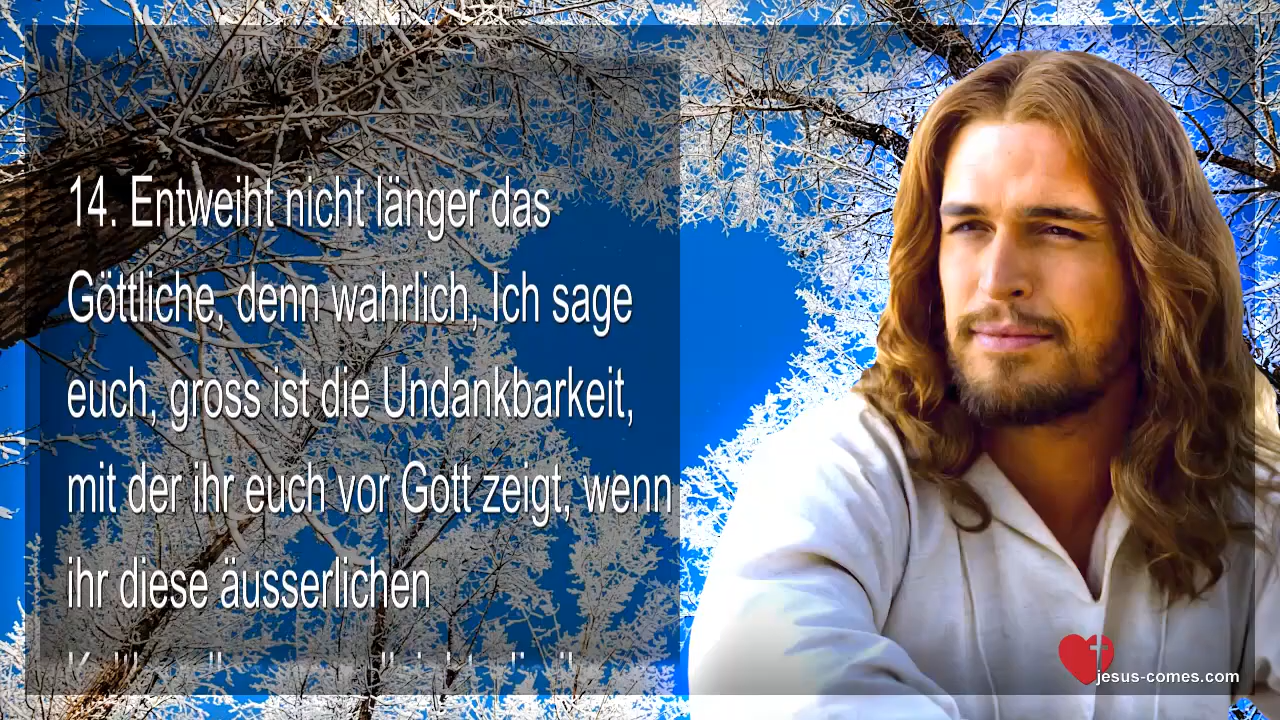 14. Entweiht nicht länger das
Göttliche, denn wahrlich, Ich sage
euch, gross ist die Undankbarkeit,
mit der ihr euch vor Gott zeigt, wenn
ihr diese äusserlichen
jesus-comes.com